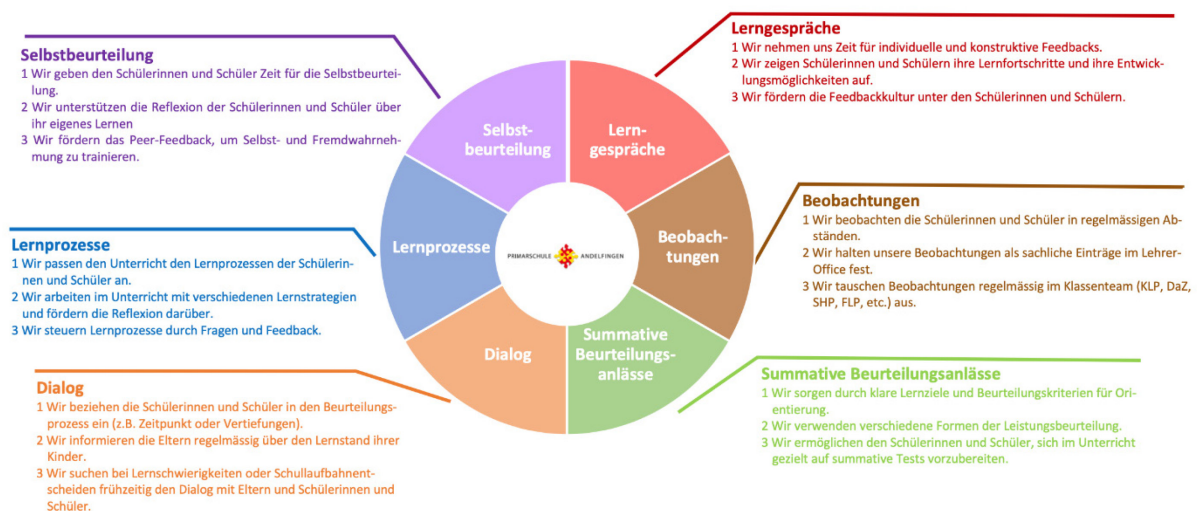 Selbstbeurteilung
1 Wir geben den Schülerinnen und Schüler Zeit für die Selbstbeurtei-
lung.
2 Wir unterstützen die Reflexion der Schülerinnen und Schüler über
ihr eigenes Lernen
3 Wir fördern das Peer-Feedback, um Selbst- und Fremdwahrneh-
mung zu trainieren.
Lerngespräche
1 Wir nehmen uns Zeit für individuelle und konstruktive Feedbacks.
2 Wir zeigen Schülerinnen und Schülern ihre Lernfortschritte und ihre Entwick-
lungsmöglichkeiten auf.
3 Wir fördern die Feedbackkultur unter den Schülerinnen und Schülern.
Selbst-
beurteilung
Lern-
gespräche
Lernprozesse
Beobach-
tungen
PRIMARSCHULE ANDELFINGEN
Dialog
Summative
Beurteilungs-
anlässe
Lernprozesse
1 Wir passen den Unterricht den Lernprozessen der Schülerin-
nen und Schüler an.
2 Wir arbeiten im Unterricht mit verschiedenen Lernstrategien
und fördern die Reflexion darüber.
3 Wir steuern Lernprozesse durch Fragen und Feedback.
Beobachtungen
1 Wir beobachten die Schülerinnen und Schüler in regelmässigen Ab-
ständen.
2 Wir halten unsere Beobachtungen als sachliche Einträge im Lehrer-
Office fest.
3 Wir tauschen Beobachtungen regelmässig im Klassenteam (KLP, DaZ,
SHP, FLP, etc.) aus.
Dialog
1 Wir beziehen die Schülerinnen und Schüler in den Beurteilungs-
prozess ein (z.B. Zeitpunkt oder Vertiefungen).
2 Wir informieren die Eltern regelmässig über den Lernstand ihrer
Kinder.
3 Wir suchen bei Lernschwierigkeiten oder Schullaufbahnent-
scheiden frühzeitig den Dialog mit Eltern und Schülerinnen und
Schüler.
Summative Beurteilungsanlässe
1 Wir sorgen durch klare Lernziele und Beurteilungskriterien für Ori-
entierung.
2 Wir verwenden verschiedene Formen der Leistungsbeurteilung.
3 Wir ermöglichen den Schülerinnen und Schüler, sich im Unterricht
gezielt auf summative Tests vorzubereiten.